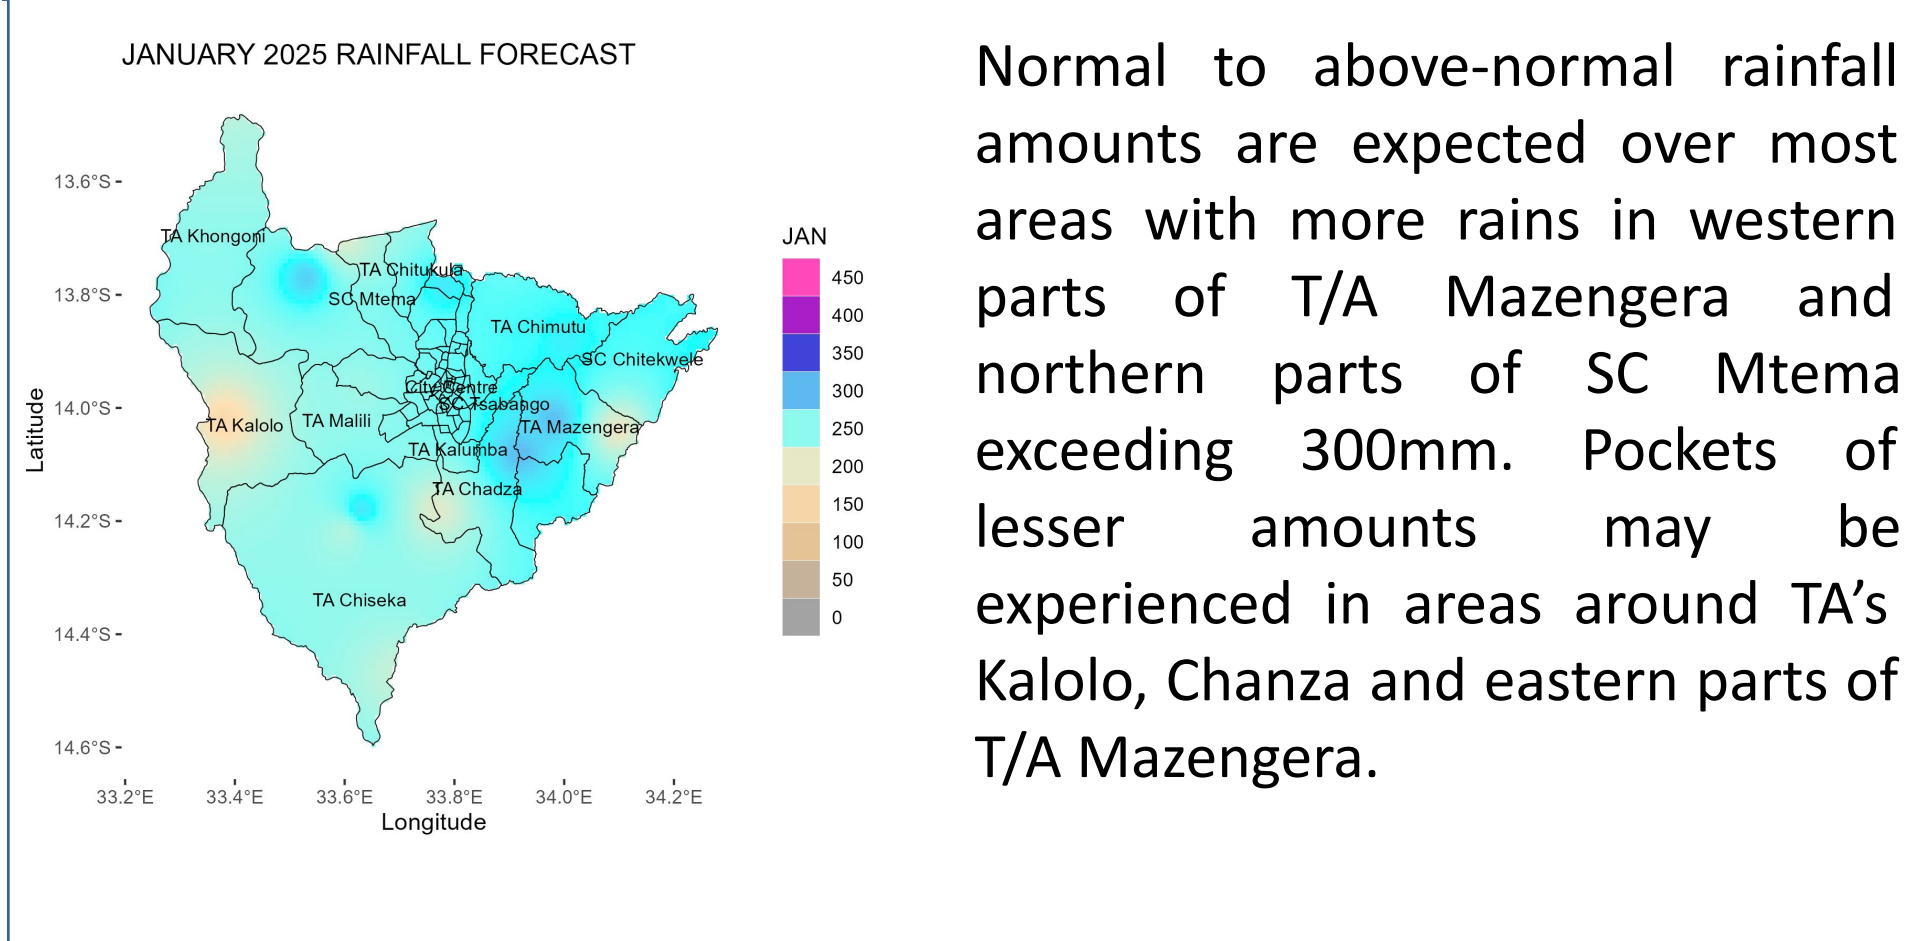 JANUARY 2025 RAINFALL FORECAST
13.6°S
13.8°S
14.0°S
14.2°S
14.4°S
14.6°S
Latitude
33.2°E
33.4°E
33.6°E
33.8°E
34.0°E
34.2°E
Longitude
TA Khongoni
TA Chitukula
SC Mtema
TA Chimutu
SC Chitekwele
City Centre
SC Tsabango
TA Kalolo
TA Malili
TA Mazengera
TA Kalumba
TA Chadza
TA Chiseka
JAN
450
400
350
300
250
200
150
100
50
0
Normal to above-normal rainfall
amounts are expected over most
areas with more rains in western
parts of T/A Mazengera and
northern parts of SC Mtema
exceeding 300mm. Pockets of
lesser amounts may be
experienced in areas around TA’s
Kalolo, Chanza and eastern parts of
T/A Mazengera.